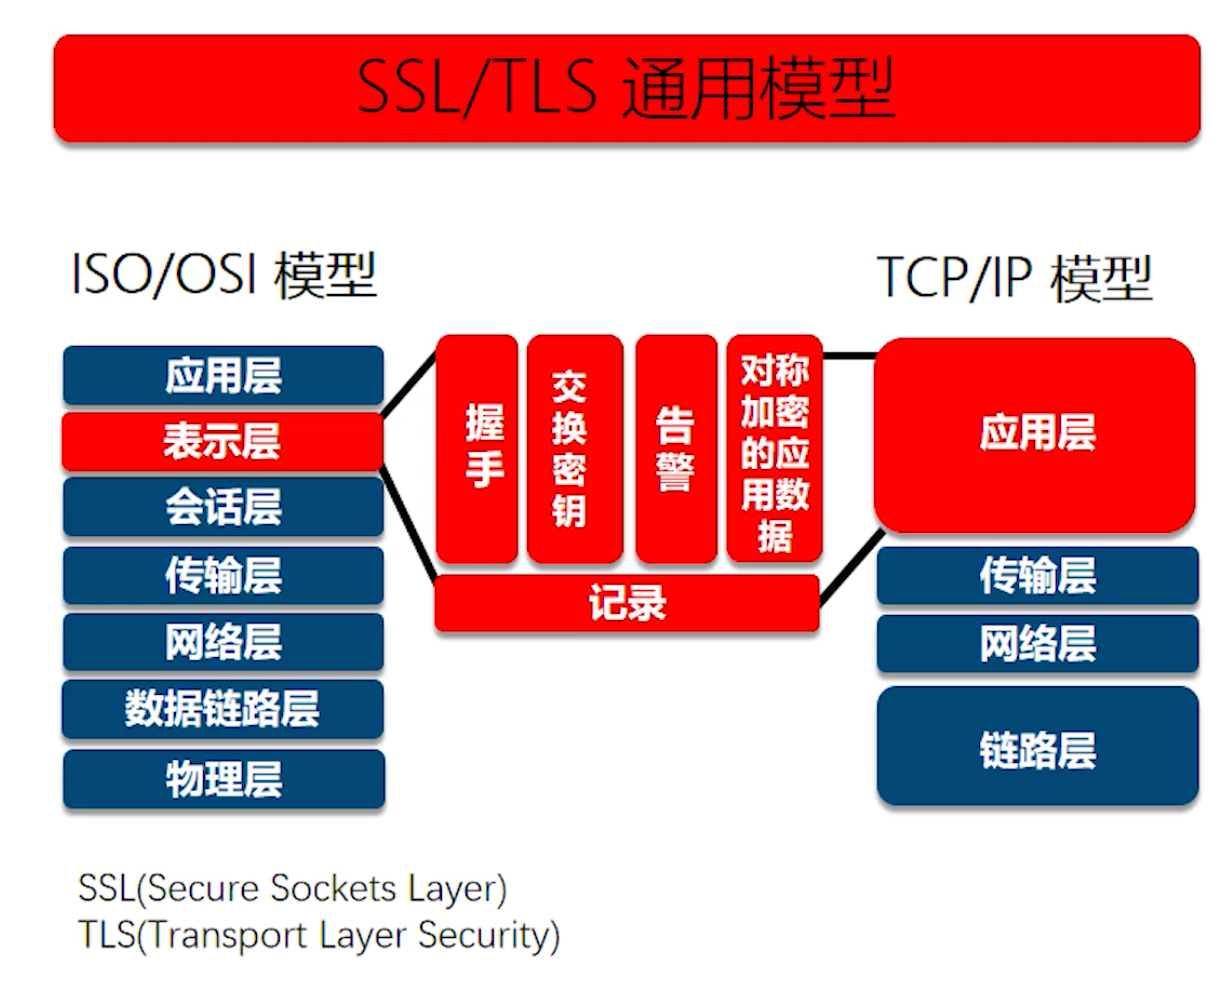 SSL/TLS 通用模型
ISO/OSI 模型
TCP/IP 模型
应用层
表示层
会话层
传输层
网络层
数据链路层
物理层
握
手
交
换
密
钥
告
警
对称
加密
的应
用数
据
记录
应用层
传输层
网络层
链路层
SSL(Secure Sockets Layer)
TLS(Transport Layer Security)